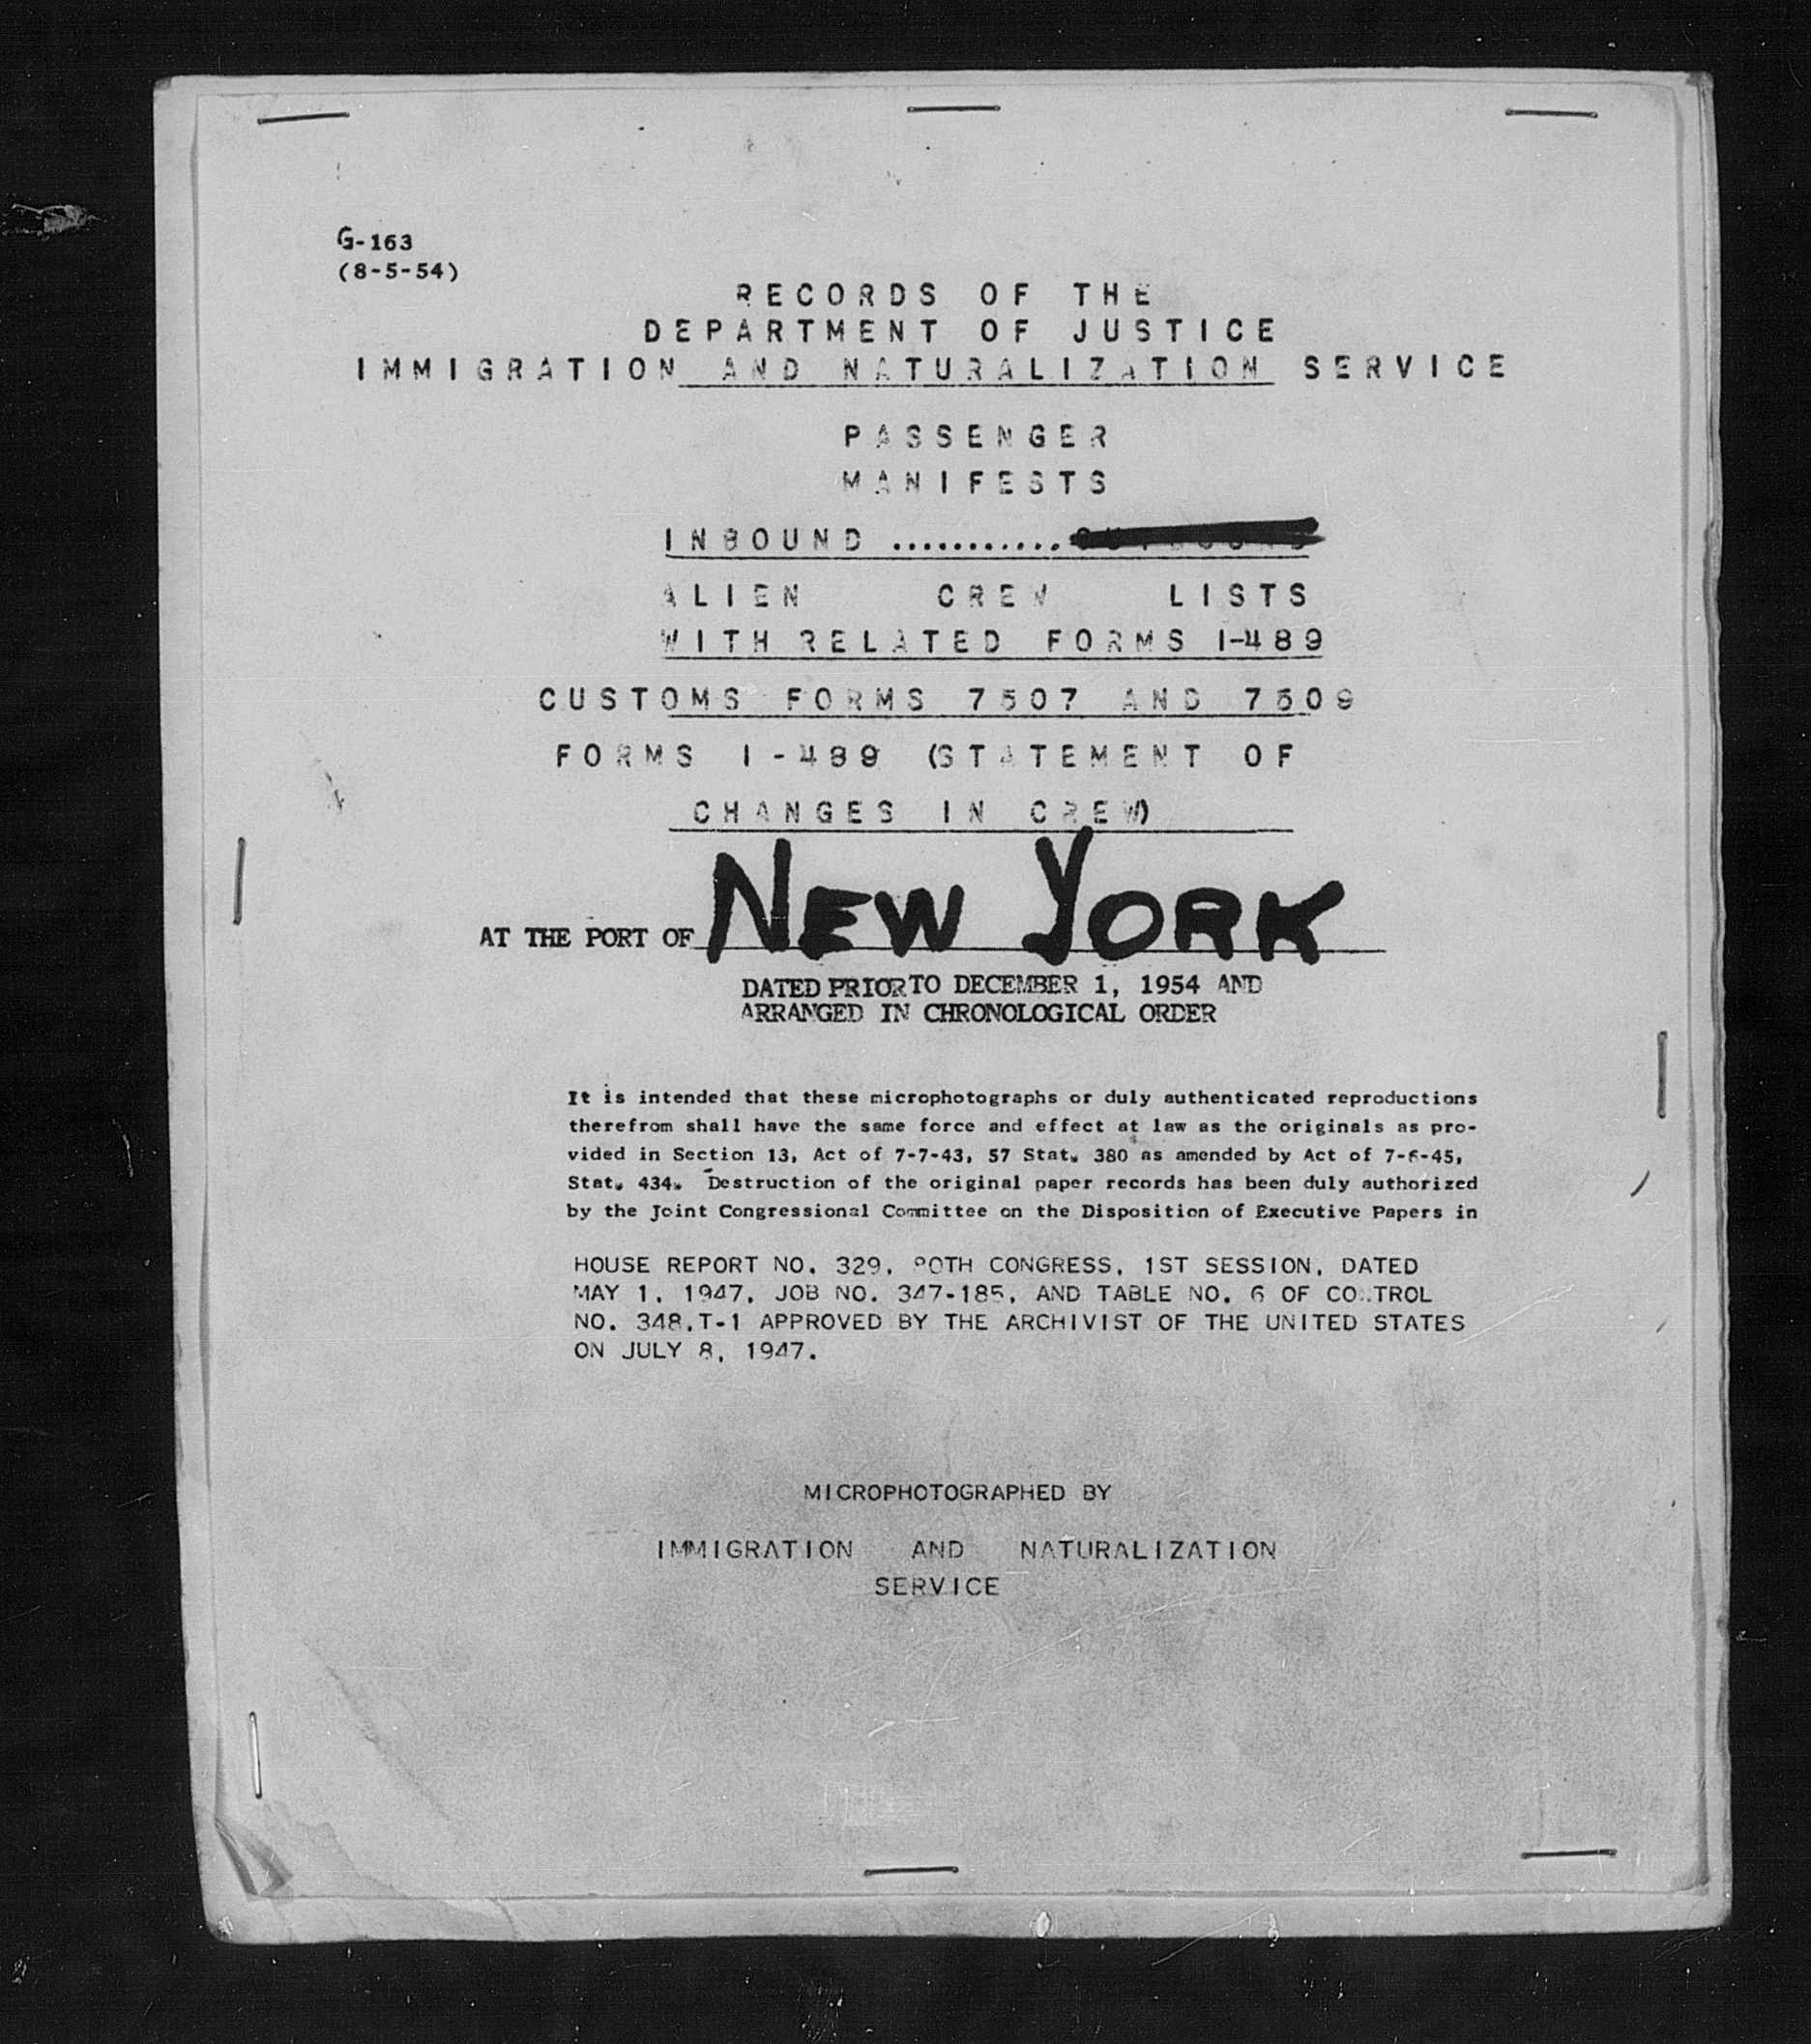 G-163
(8-5-54)
RECORDS OF THE
DEPARTMENT OF JUSTICE
IMMIGRATION AND NATURALIZATION SERVICE
PASSENGER
MANIFESTS
INBOUND ...........
ALIEN CREW LISTS
WITH RELATED FORMS I-489
CUSTOMS FORMS 7507 AND 7509
FORMS I-489 (STATEMENT OF
CHANGES IN CREW)
AT THE PORT OF NEW YORK
DATED PRIOR TO DECEMBER 1, 1954 AND
ARRANGED IN CHRONOLOGICAL ORDER
It is intended that these microphotographs or duly authenticated reproductions
therefrom shall have the same force and effect at law as the originals as pro-
vided in Section 13, Act of 7-7-43, 57 Stat. 380 as amended by Act of 7-6-45,
Stat. 434. Destruction of the original paper records has been duly authorized
by the Joint Congressional Committee on the Disposition of Executive Papers in
HOUSE REPORT NO. 329, 80TH CONGRESS, 1ST SESSION, DATED
MAY 1, 1947, JOB NO. 347-185, AND TABLE NO. 6 OF CONTROL
NO. 348,T-1 APPROVED BY THE ARCHIVIST OF THE UNITED STATES
ON JULY 8, 1947.
MICROPHOTOGRAPHED BY
IMMIGRATION AND NATURALIZATION
SERVICE